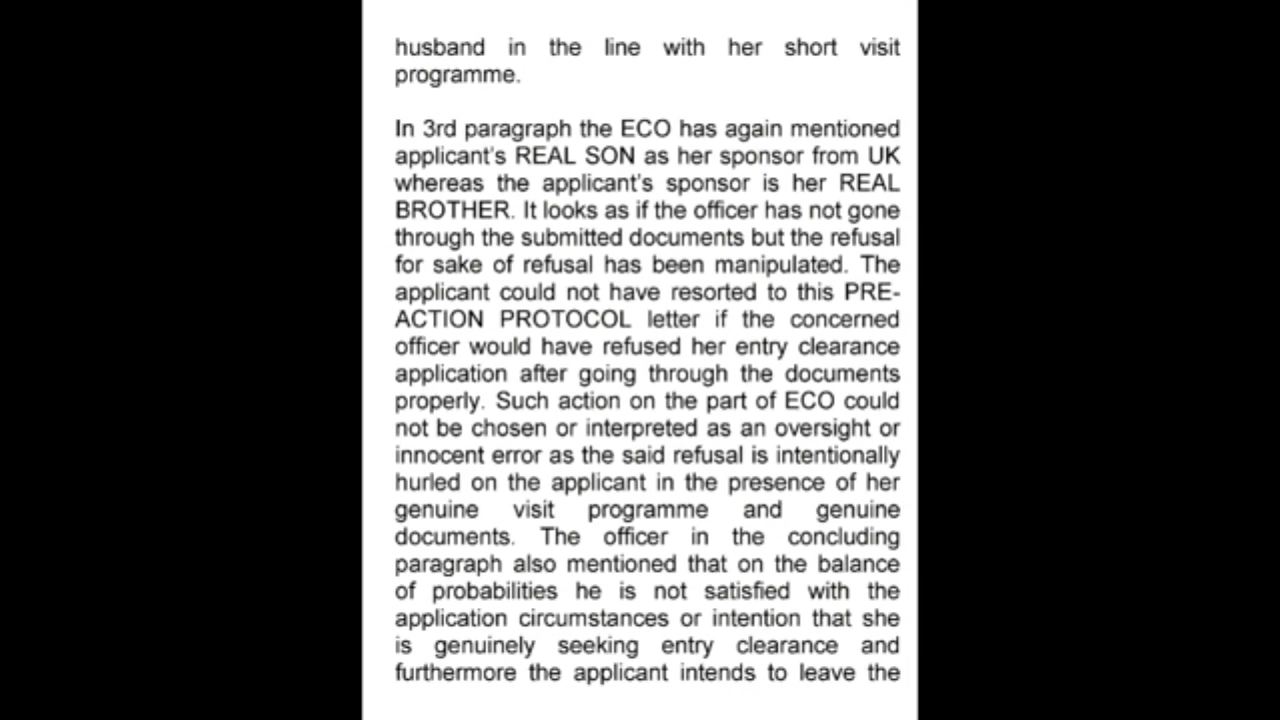 husband in the line with her short visit
programme.
In 3rd paragraph the ECO has again mentioned
applicant's REAL SON as her sponsor from UK
whereas the applicant's sponsor is her REAL
BROTHER. It looks as if the officer has not gone
through the submitted documents but the refusal
for sake of refusal has been manipulated. The
applicant could not have resorted to this PRE-
ACTION PROTOCOL letter if the concerned
officer would have refused her entry clearance
application after going through the documents
properly. Such action on the part of ECO could
not be chosen or interpreted as an oversight or
innocent error as the said refusal is intentionally
hurled on the applicant in the presence of her
genuine visit programme and genuine
documents. The officer in the concluding
paragraph also mentioned that on the balance
of probabilities he is not satisfied with the
application circumstances or intention that she
is genuinely seeking entry clearance and
furthermore the applicant intends to leave the